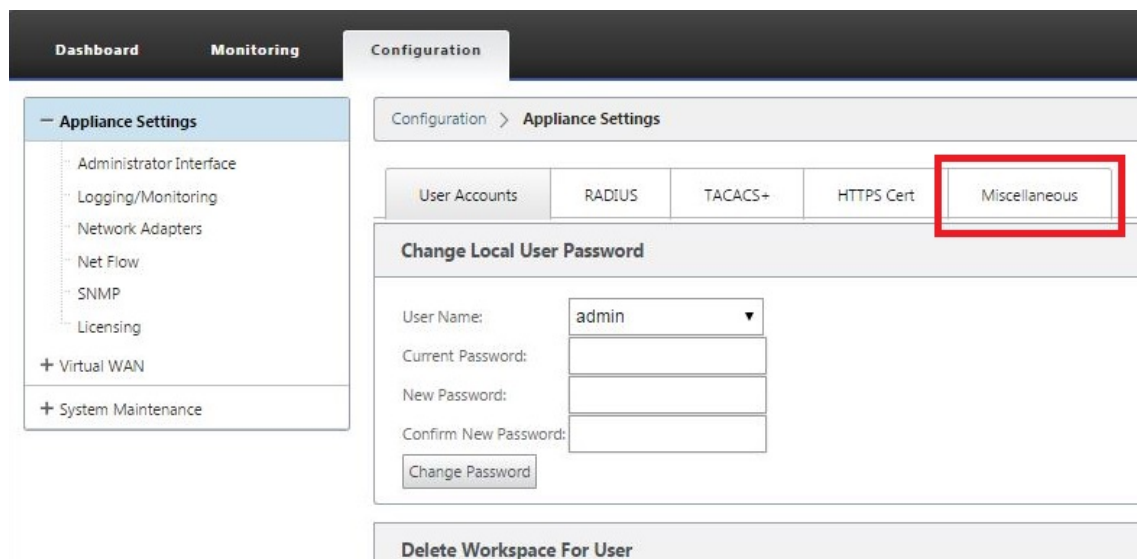 Dashboard Monitoring Configuration
Appliance Settings
Administrator Interface
Logging/Monitoring
Network Adapters
Net Flow
SNMP
Licensing
Virtual WAN
System Maintenance
Configuration > Appliance Settings
User Accounts RADIUS TACACS+ HTTPS Cert Miscellaneous
Change Local User Password
User Name: admin
Current Password:
New Password:
Confirm New Password:
Change Password
Delete Workspace For User